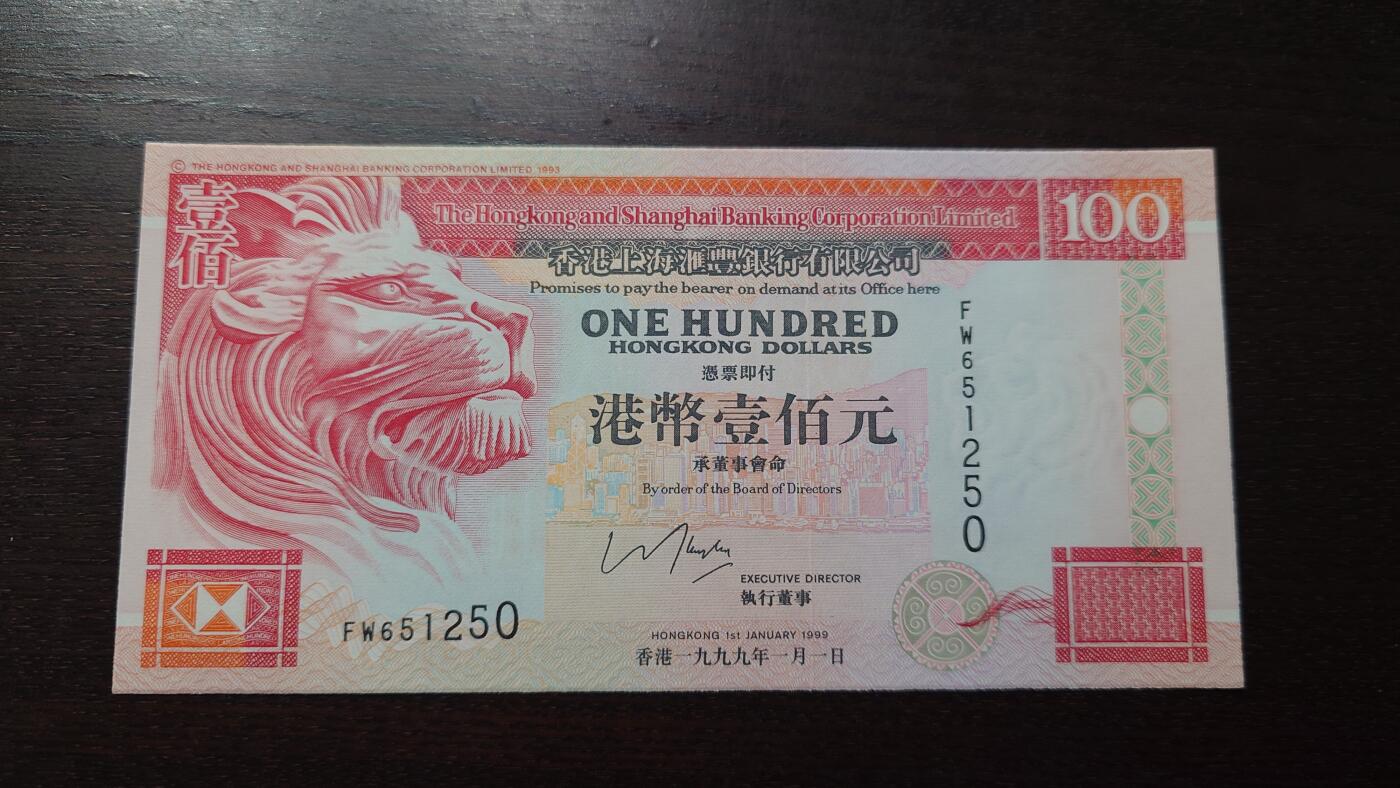 © THE HONGKONG AND SHANGHAI BANKING CORPORATION LIMITED 1993
壹佰
The Hongkong and Shanghai Banking Corporation Limited
100
香港上海滙豐銀行有限公司
Promises to pay the bearer on demand at its Office here
ONE HUNDRED
HONGKONG DOLLARS
憑票即付
港幣壹佰元
承董事會命
By order of the Board of Directors
FW651250
EXECUTIVE DIRECTOR
執行董事
FW651250
HONGKONG 1st JANUARY 1999
香港一九九九年一月一日